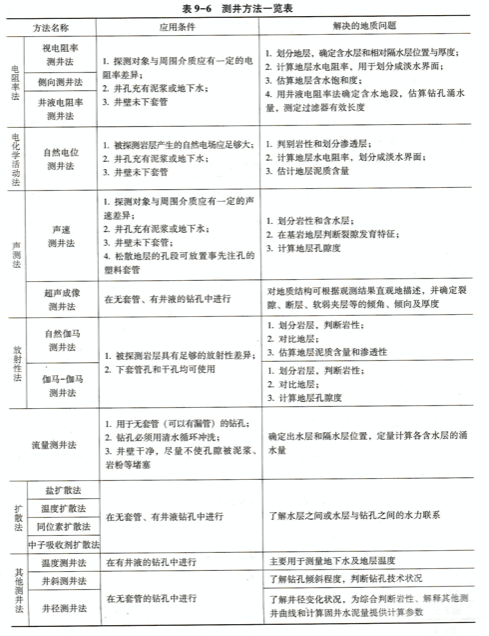 表9-6 测井方法一览表
方法名称 应用条件 解决的地质问题
电阻率法
视电阻率
测井法
侧向测井法
井液电阻率
测井法
1. 探测对象与周围介质应有一定的电
阻率差异；
2. 井孔充有泥浆或地下水；
3. 井壁未下套管
1. 划分地层，确定含水层和相对隔水层位置与厚度；
2. 计算地层水电阻率，用于划分咸淡水界面；
3. 估算地层含水饱和度；
4. 用井液电阻率法确定含水地段，估算钻孔涌水
量，测定过滤器有效长度
电化学活动法
自然电位
测井法
1. 被探测岩层产生的自然电场应足够大；
2. 井孔充有泥浆或地下水；
3. 井壁未下套管
1. 判别岩性和划分渗透层；
2. 计算地层水电阻率，划分咸淡水界面；
3. 估计地层泥质含量
声测法
声速
测井法
1. 探测对象与周围介质应有一定的声
速差异；
2. 井孔充有泥浆或地下水；
3. 井壁未下套管；
4. 松散地层的孔段可放置事先注孔的
塑料套管
1. 划分岩性和含水层；
2. 在基岩地层判断裂隙发育特征；
3. 计算地层孔隙度
超声成像
测井法
在无套管、有井液的钻孔中进行
对地质结构可根据观测结果直观地描述，并确定裂
隙、断层、软弱夹层等的倾角、倾向及厚度
放射性法
自然伽马
测井法
伽马-伽马
测井法
1. 被探测岩层具有足够的放射性差异；
2. 下套管孔和干孔均可使用
1. 划分岩层，判断岩性；
2. 对比地层；
3. 估算地层泥质含量和渗透性
1. 划分岩层，判断岩性；
2. 对比地层；
3. 计算地层孔隙度
流量测井法
1. 用于无套管（可以有漏管）的钻孔；
2. 钻孔必须用清水循环冲洗；
3. 井壁干净，尽量不使孔隙被泥浆、
岩粉等堵塞
确定出水层和隔水层位置，定量计算各含水层的涌
水量
扩散法
盐扩散法
温度扩散法
同位素扩散法
中子吸收剂扩散法
在无套管、有井液钻孔中进行
了解水层之间或水层与钻孔之间的水力联系
其他测井法
温度测井法 在有井液的钻孔中进行 主要用于测量地下水及地层温度
井斜测井法
井径测井法
在无套管的钻孔中进行
了解钻孔倾斜程度，判断钻孔技术状况
了解井径变化状况，为综合判断岩性、解释其他测
井曲线和计算固井水泥量提供计算参数